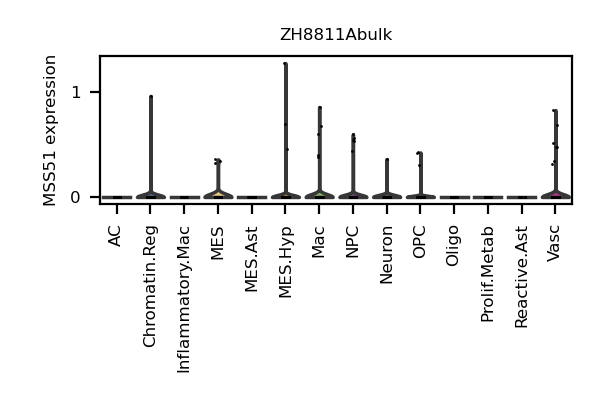 ZH8811Abulk
MSS51 expression
1
0
AC
Chromatin.Reg
Inflammatory.Mac
MES
MES.Ast
MES.Hyp
Mac
NPC
Neuron
OPC
Oligo
Prolif.Metab
Reactive.Ast
Vasc